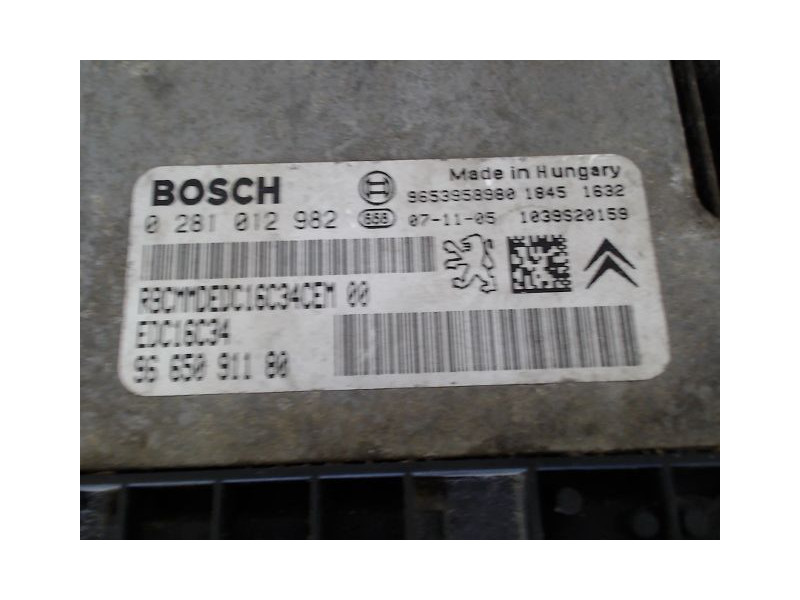 BOSCH
Made in Hungary
9653958980 1845 1632
0 281 012 982
07-11-05 1039S20159
R9CMMDEDC16C34CEM 00
EDC16C34
96 650 911 80